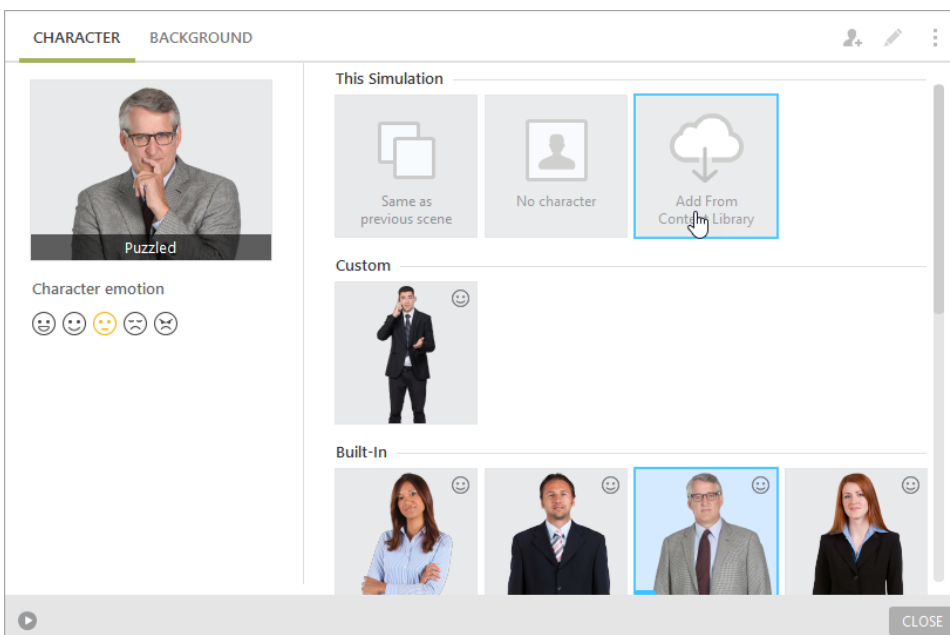 CHARACTER BACKGROUND
This Simulation
Same as
previous scene
No character
Add From
Content Library
Puzzled
Character emotion
Custom
Built-In
CLOSE